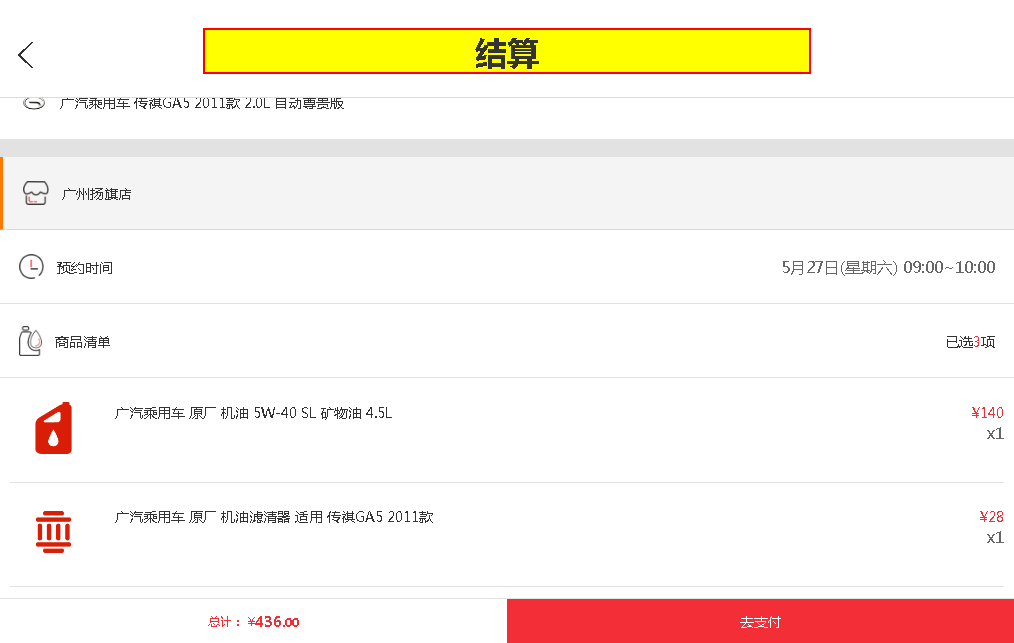 结算
广汽乘用车 传祺GA5 2011款 2.0L 自动尊贵版
广州扬旗店
预约时间 5月27日(星期六) 09:00~10:00
商品清单 已选3项
广汽乘用车 原厂 机油 5W-40 SL 矿物油 4.5L ¥140
x1
广汽乘用车 原厂 机油滤清器 适用 传祺GA5 2011款 ¥28
x1
总计： ¥436.00 去支付